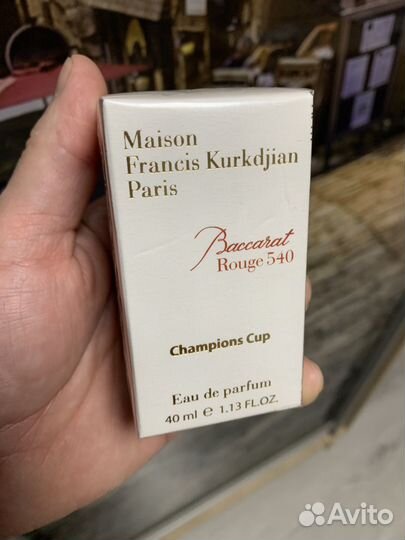 Maison
Francis Kurkdjian
Paris
Baccarat
Rouge 540
Champions Cup
Eau de parfum
40 ml e 1.13 FL.OZ.
Avito